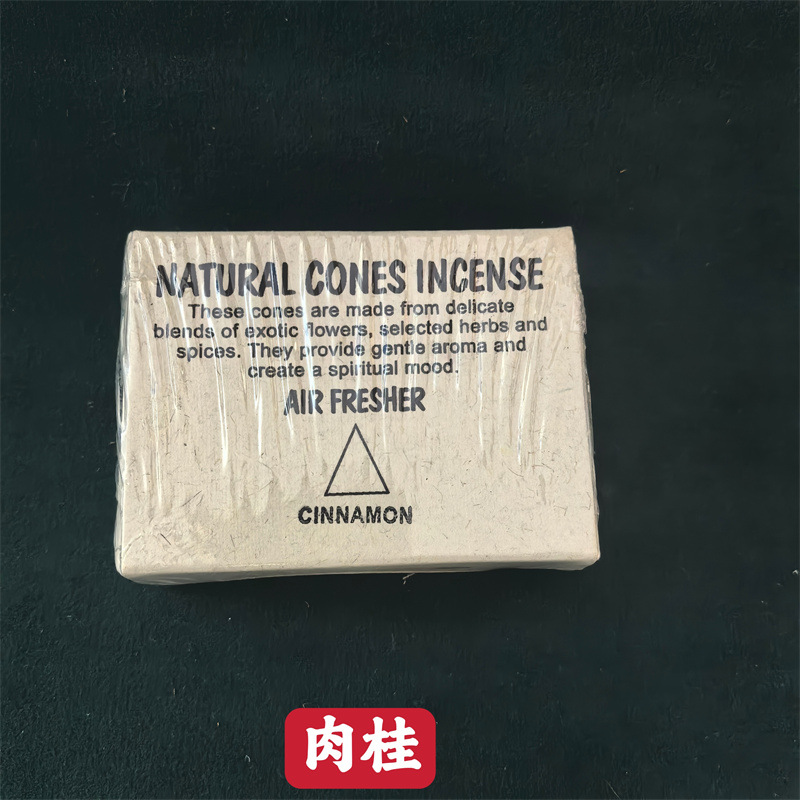 NATURAL CONES INCENSE
These cones are made from delicate
blends of exotic flowers, selected herbs and
spices. They provide gentle aroma and
create a spiritual mood.
AIR FRESHER
CINNAMON
肉桂